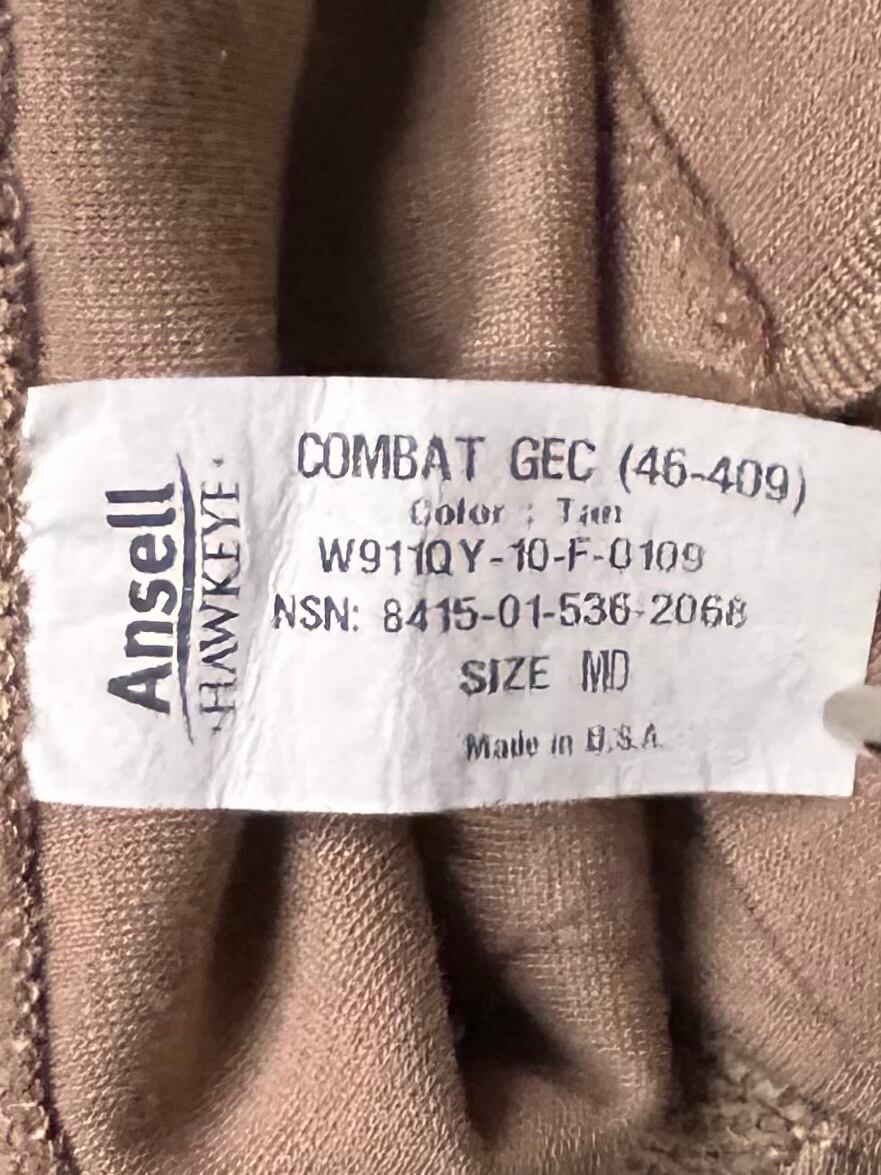 Ansell
HAWKEYE
COMBAT GEC (46-409)
Color : Tan
W911QY-10-F-0109
NSN: 8415-01-536-2068
SIZE MD
Made in U.S.A.